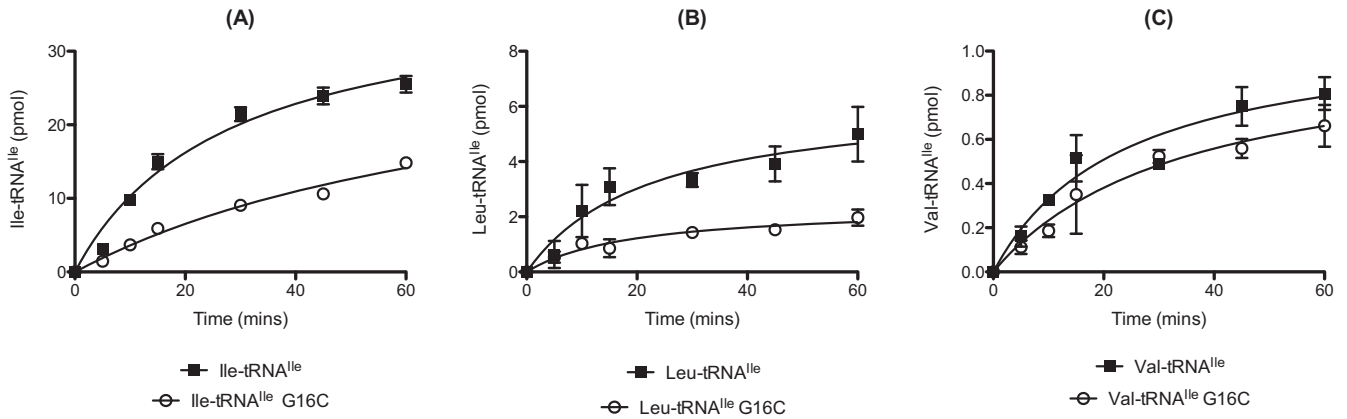 (A)
Ile-tRNAᴵˡᵉ (pmol)
30
20
10
0
0 20 40 60
Time (mins)
Ile-tRNAᴵˡᵉ
Ile-tRNAᴵˡᵉ G16C
(B)
Leu-tRNAᴵˡᵉ (pmol)
8
6
4
2
0
0 20 40 60
Time (mins)
Leu-tRNAᴵˡᵉ
Leu-tRNAᴵˡᵉ G16C
(C)
Val-tRNAᴵˡᵉ (pmol)
1.0
0.8
0.6
0.4
0.2
0.0
0 20 40 60
Time (mins)
Val-tRNAᴵˡᵉ
Val-tRNAᴵˡᵉ G16C